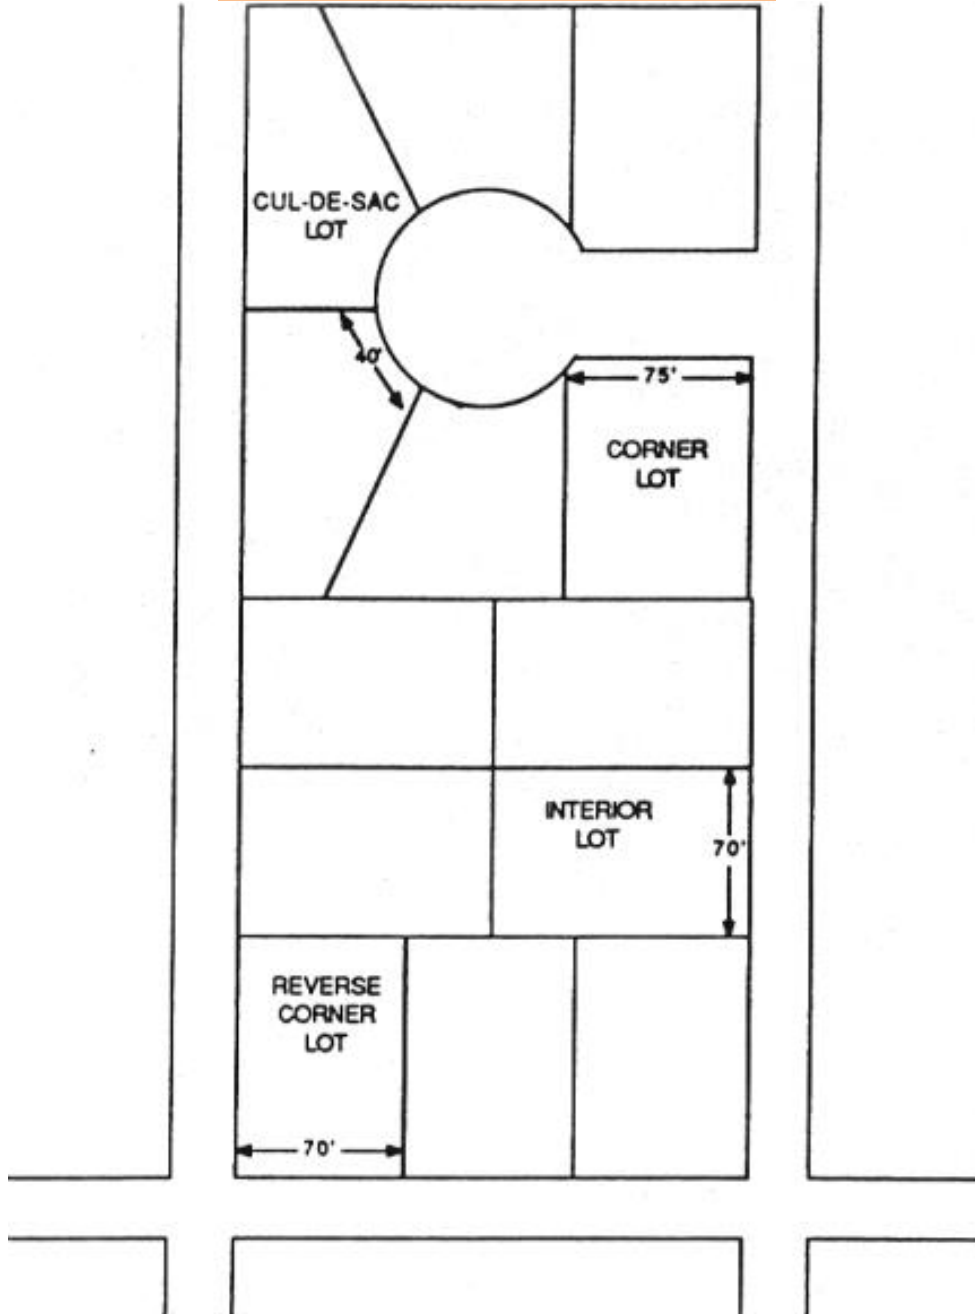 CUL-DE-SAC
LOT
40'
75'
CORNER
LOT
INTERIOR
LOT
70'
REVERSE
CORNER
LOT
70'